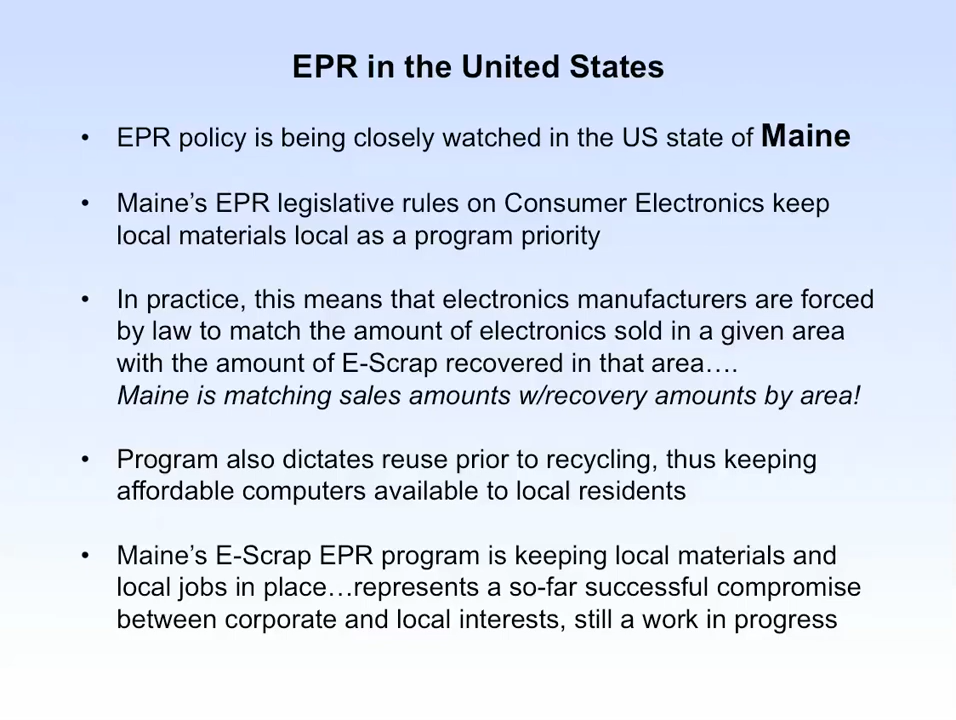 EPR in the United States
• EPR policy is being closely watched in the US state of Maine
• Maine’s EPR legislative rules on Consumer Electronics keep
local materials local as a program priority
• In practice, this means that electronics manufacturers are forced
by law to match the amount of electronics sold in a given area
with the amount of E-Scrap recovered in that area….
Maine is matching sales amounts w/recovery amounts by area!
• Program also dictates reuse prior to recycling, thus keeping
affordable computers available to local residents
• Maine’s E-Scrap EPR program is keeping local materials and
local jobs in place…represents a so-far successful compromise
between corporate and local interests, still a work in progress